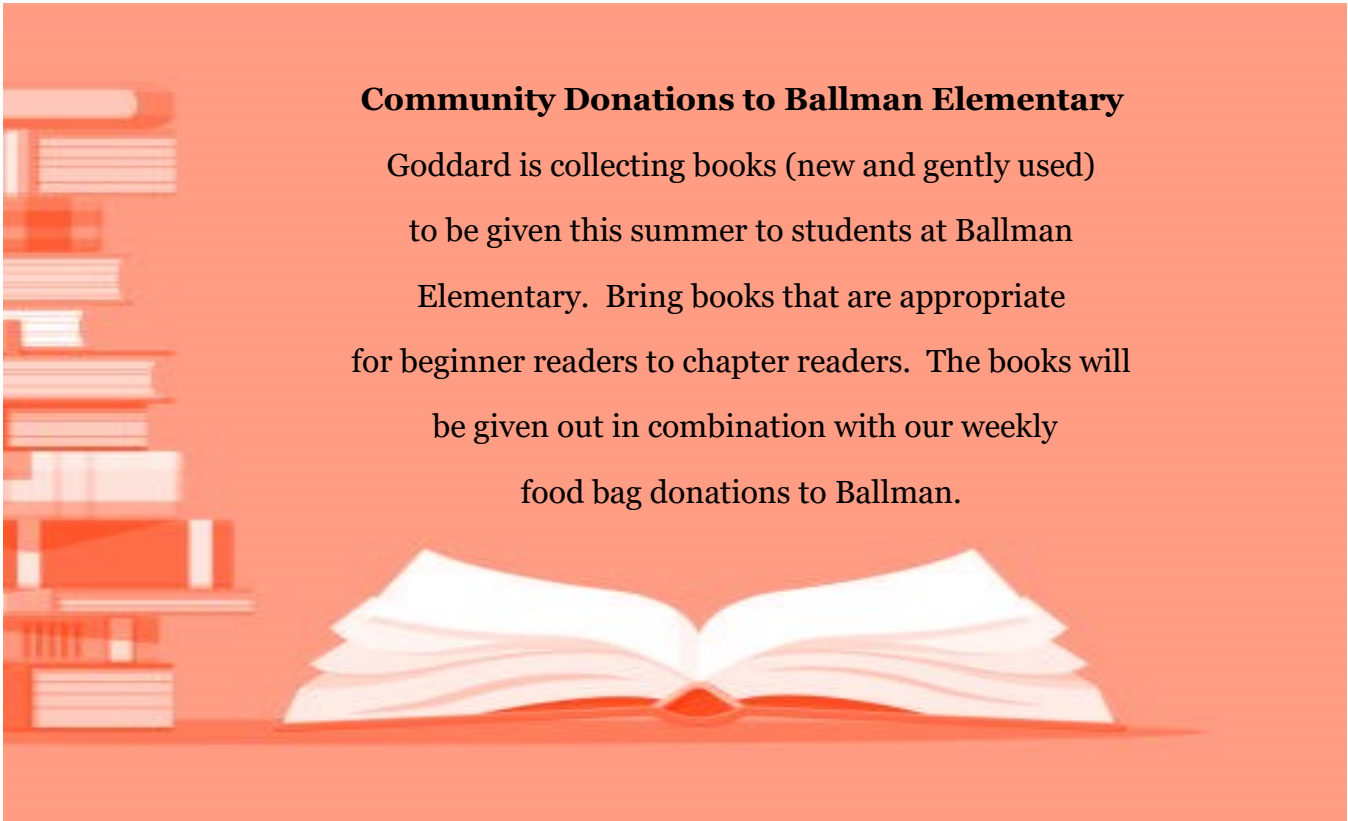 Community Donations to Ballman Elementary
Goddard is collecting books (new and gently used)
to be given this summer to students at Ballman
Elementary.  Bring books that are appropriate
for beginner readers to chapter readers.  The books will
be given out in combination with our weekly
food bag donations to Ballman.